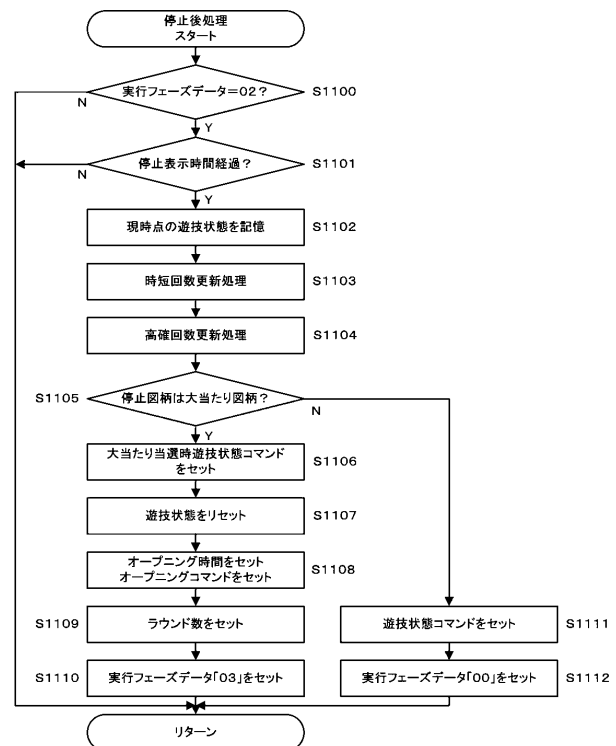 停止後処理
スタート
実行フェーズデータ=02?
S1100
N
Y
停止表示時間経過?
S1101
N
Y
現時点の遊技状態を記憶
S1102
時短回数更新処理
S1103
高確回数更新処理
S1104
S1105
停止図柄は大当たり図柄?
N
Y
大当たり当選時遊技状態コマンド
をセット
S1106
遊技状態をリセット
S1107
オープニング時間をセット
オープニングコマンドをセット
S1108
S1109
ラウンド数をセット
遊技状態コマンドをセット
S1111
S1110
実行フェーズデータ「03」をセット
実行フェーズデータ「00」をセット
S1112
リターン